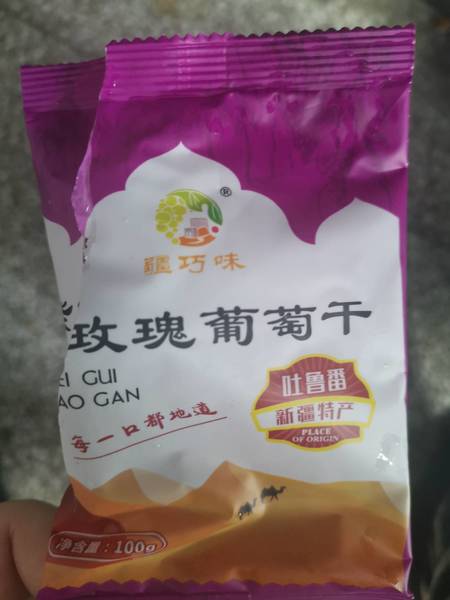 ®
疆巧味
玫瑰葡萄干
EI GUI
AO GAN
每一口都地道
吐鲁番
新疆特产
PLACE
OF ORIGIN
净含量：100g